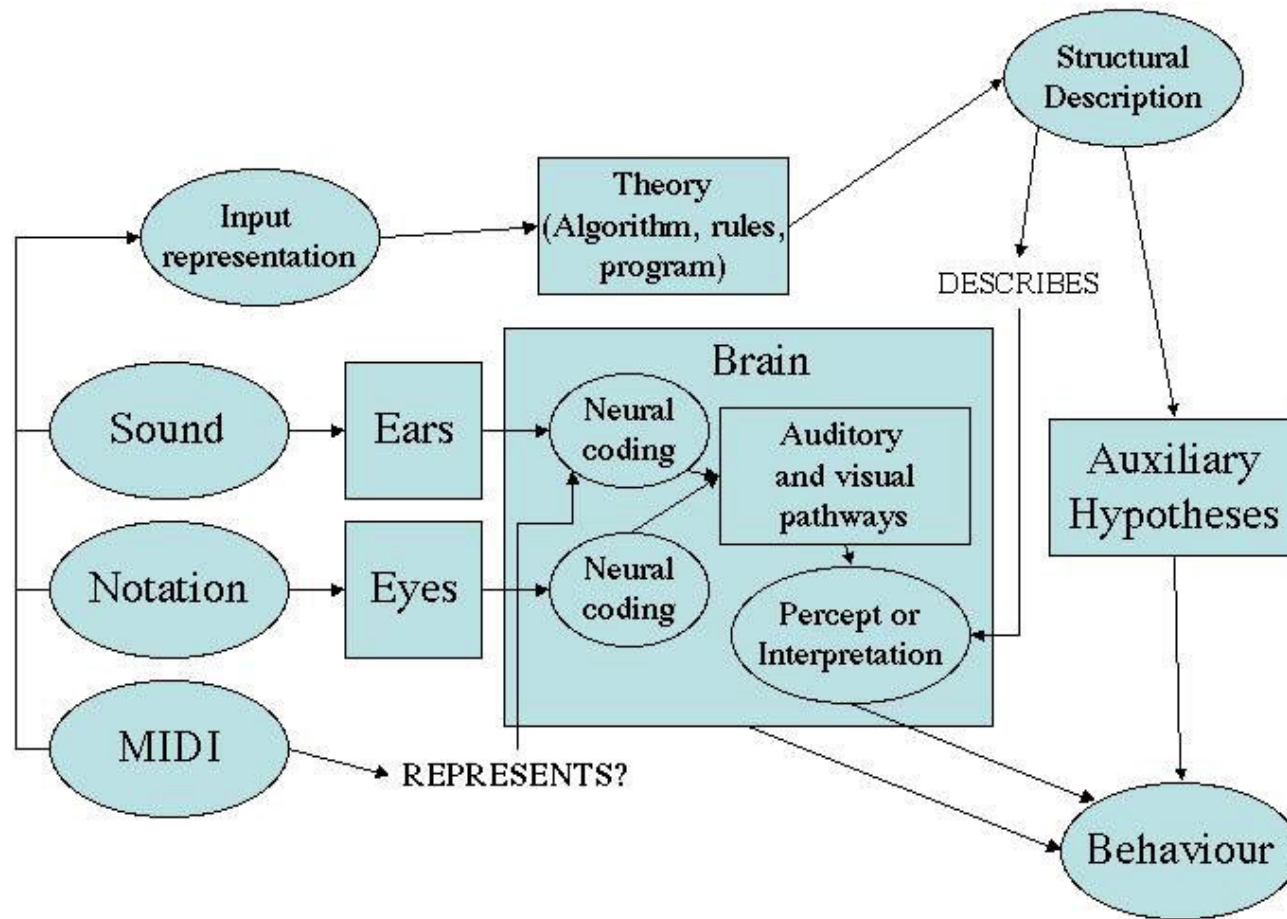 Structural
Description
Input
representation
Theory
(Algorithm, rules,
program)
DESCRIBES
Brain
Sound
Ears
Neural
coding
Auditory
and visual
pathways
Auxiliary
Hypotheses
Notation
Eyes
Neural
coding
Percept or
Interpretation
MIDI
REPRESENTS?
Behaviour